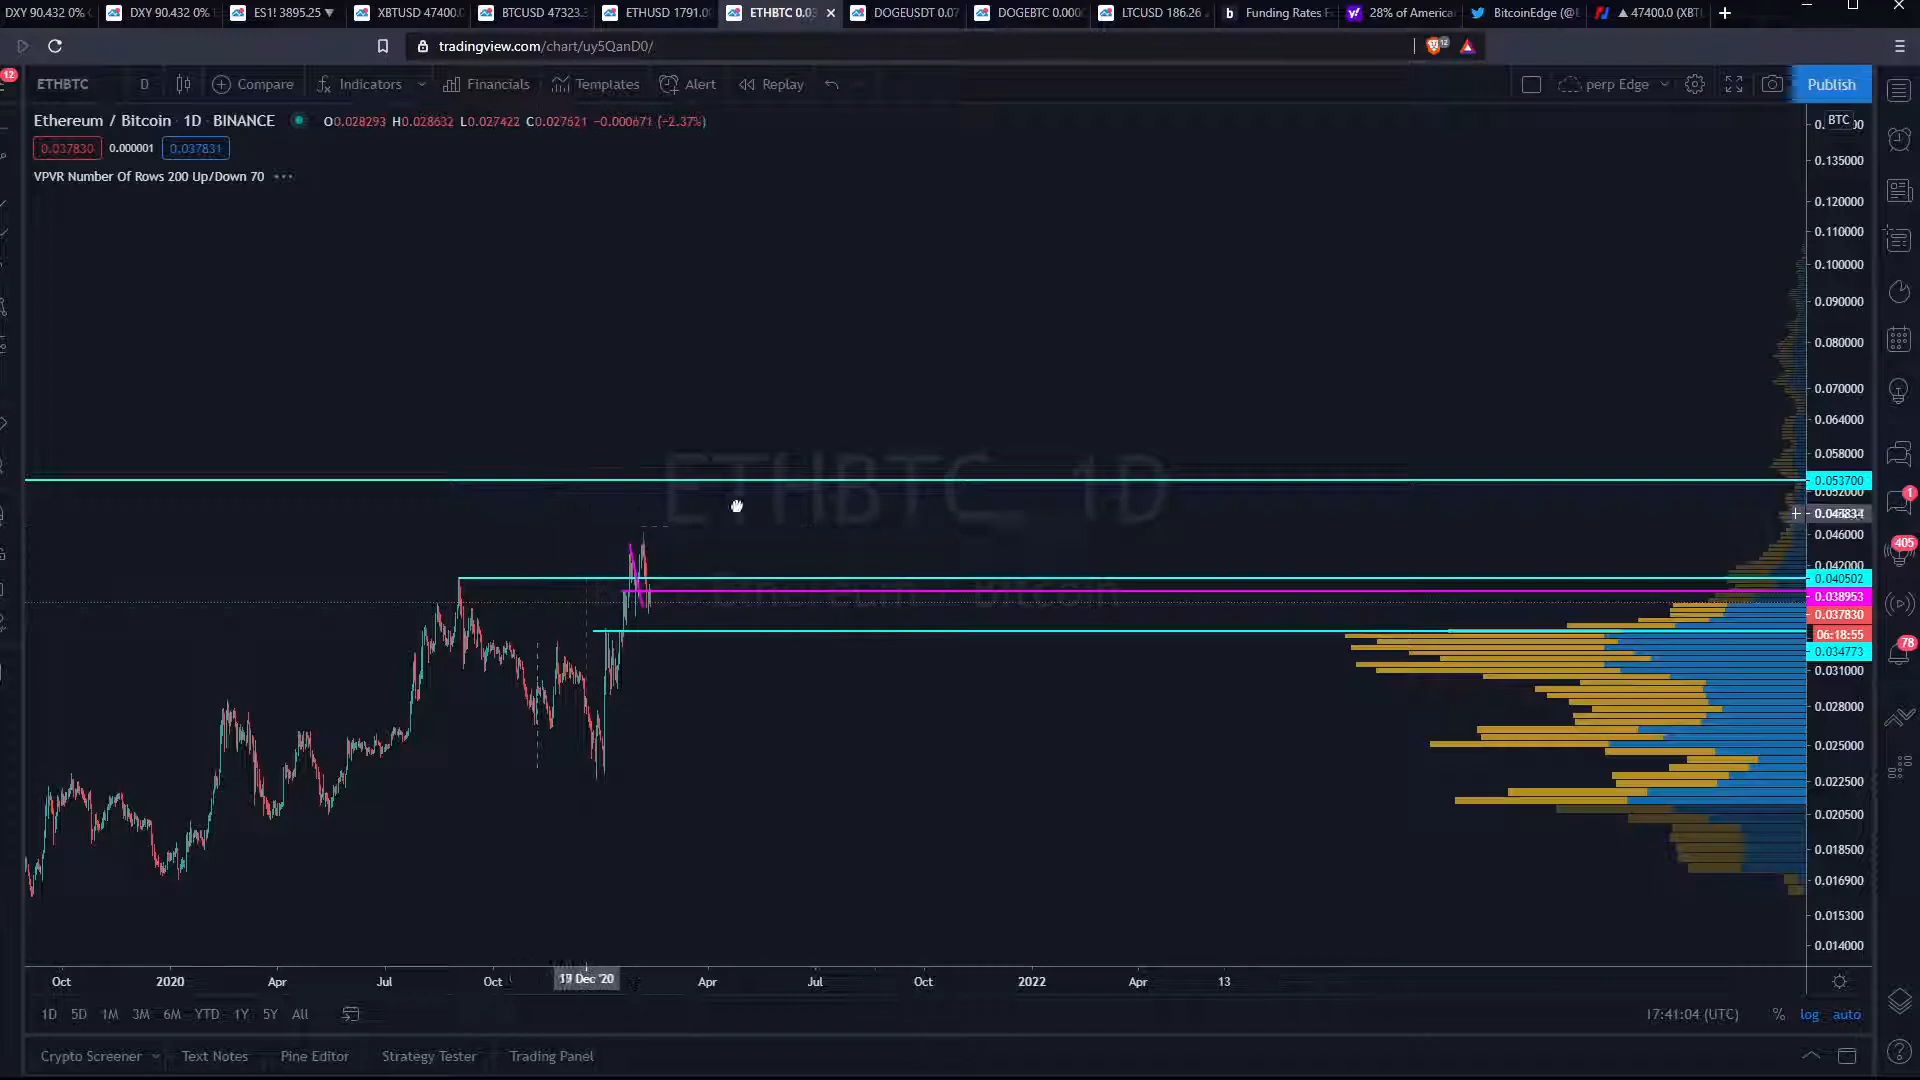 DXY 90.432 0%
DXY 90.432 0%
ES1! 3895.25 ▼
XBTUSD 47400.
BTCUSD 47323.
ETHUSD 1791.0
ETHBTC 0.03
DOGEUSDT 0.07
DOGEBTC 0.000
LTCUSD 186.26
Funding Rates
28% of America
BitcoinEdge (@
▲ 47400.0 (XBT
tradingview.com/chart/uy5QanD0/
12
12
ETHBTC
D
Compare
Indicators
Financials
Templates
Alert
Replay
perp Edge
Publish
Ethereum / Bitcoin · 1D · BINANCE
O0.028293 H0.028632 L0.027422 C0.027621 −0.000671 (−2.37%)
BTC
0.037830
0.000001
0.037831
VPVR Number Of Rows 200 Up/Down 70
0.135000
0.120000
0.110000
0.100000
0.090000
0.080000
0.070000
0.064000
0.058000
ETHBTC 1D
0.053700
0.052000
1
0.046000
405
0.042000
Ethereum / Bitcoin
0.040502
0.038953
0.037830
06:18:55
78
0.034773
0.031000
0.028000
0.025000
0.022500
0.020500
0.018500
0.016900
0.015300
0.014000
Oct
2020
Apr
Jul
Oct
Dec '20
Apr
Jul
Oct
2022
Apr
13
1D
5D
1M
3M
6M
YTD
1Y
5Y
All
17:41:04 (UTC)
%
log
auto
Crypto Screener
Text Notes
Pine Editor
Strategy Tester
Trading Panel